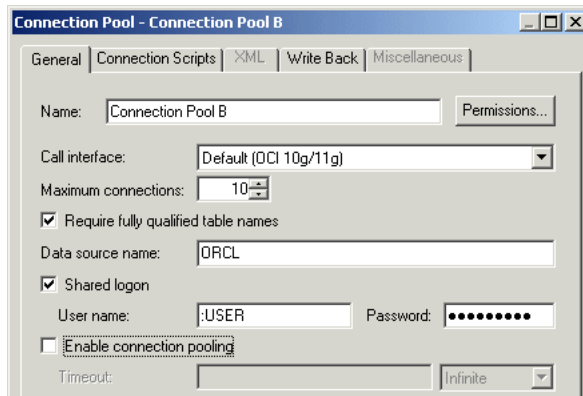 Connection Pool - Connection Pool B
General Connection Scripts XML Write Back Miscellaneous
Name: Connection Pool B Permissions...
Call interface: Default (OCI 10g/11g)
Maximum connections: 10
Require fully qualified table names
Data source name: ORCL
Shared logon
User name: :USER Password: ●●●●●●●●●
Enable connection pooling
Timeout: Infinite